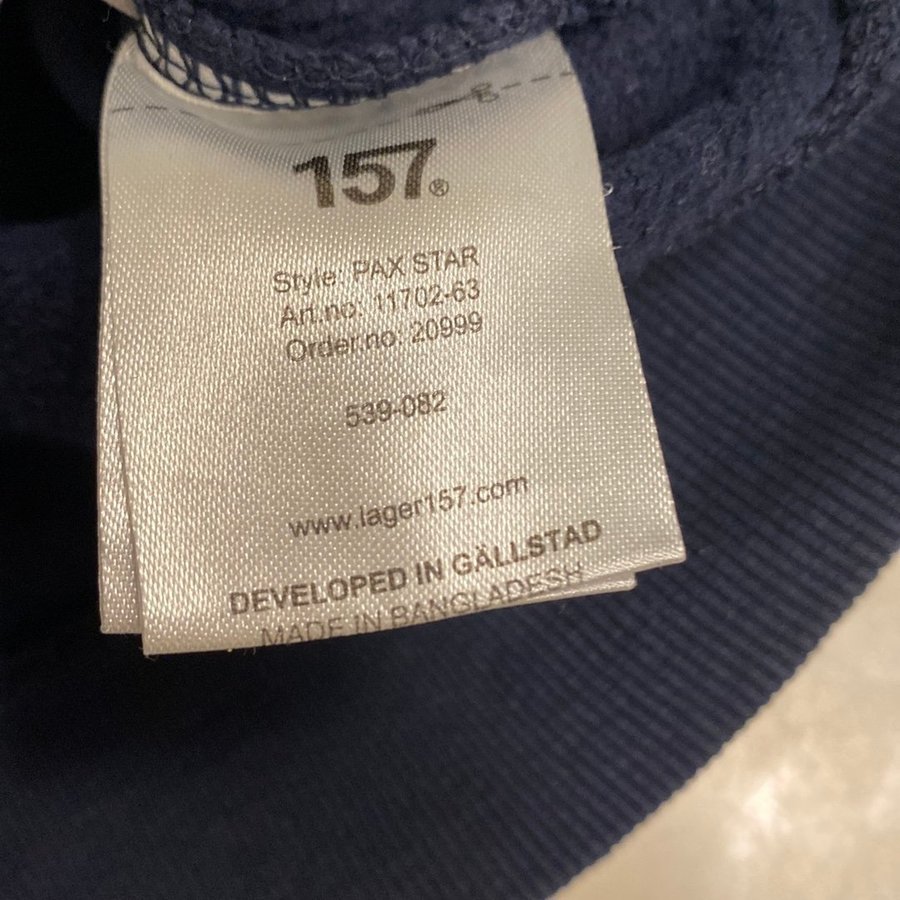 157®
Style: PAX STAR
Art.no: 11702-63
Order.no: 20999
539-082
www.lager157.com
DEVELOPED IN GÄLLSTAD
MADE IN BANGLADESH